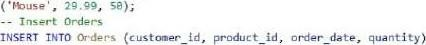 ('Mouse', 29.99, 50);
-- Insert Orders
INSERT INTO Orders (customer_id, product_id, order_date, quantity)